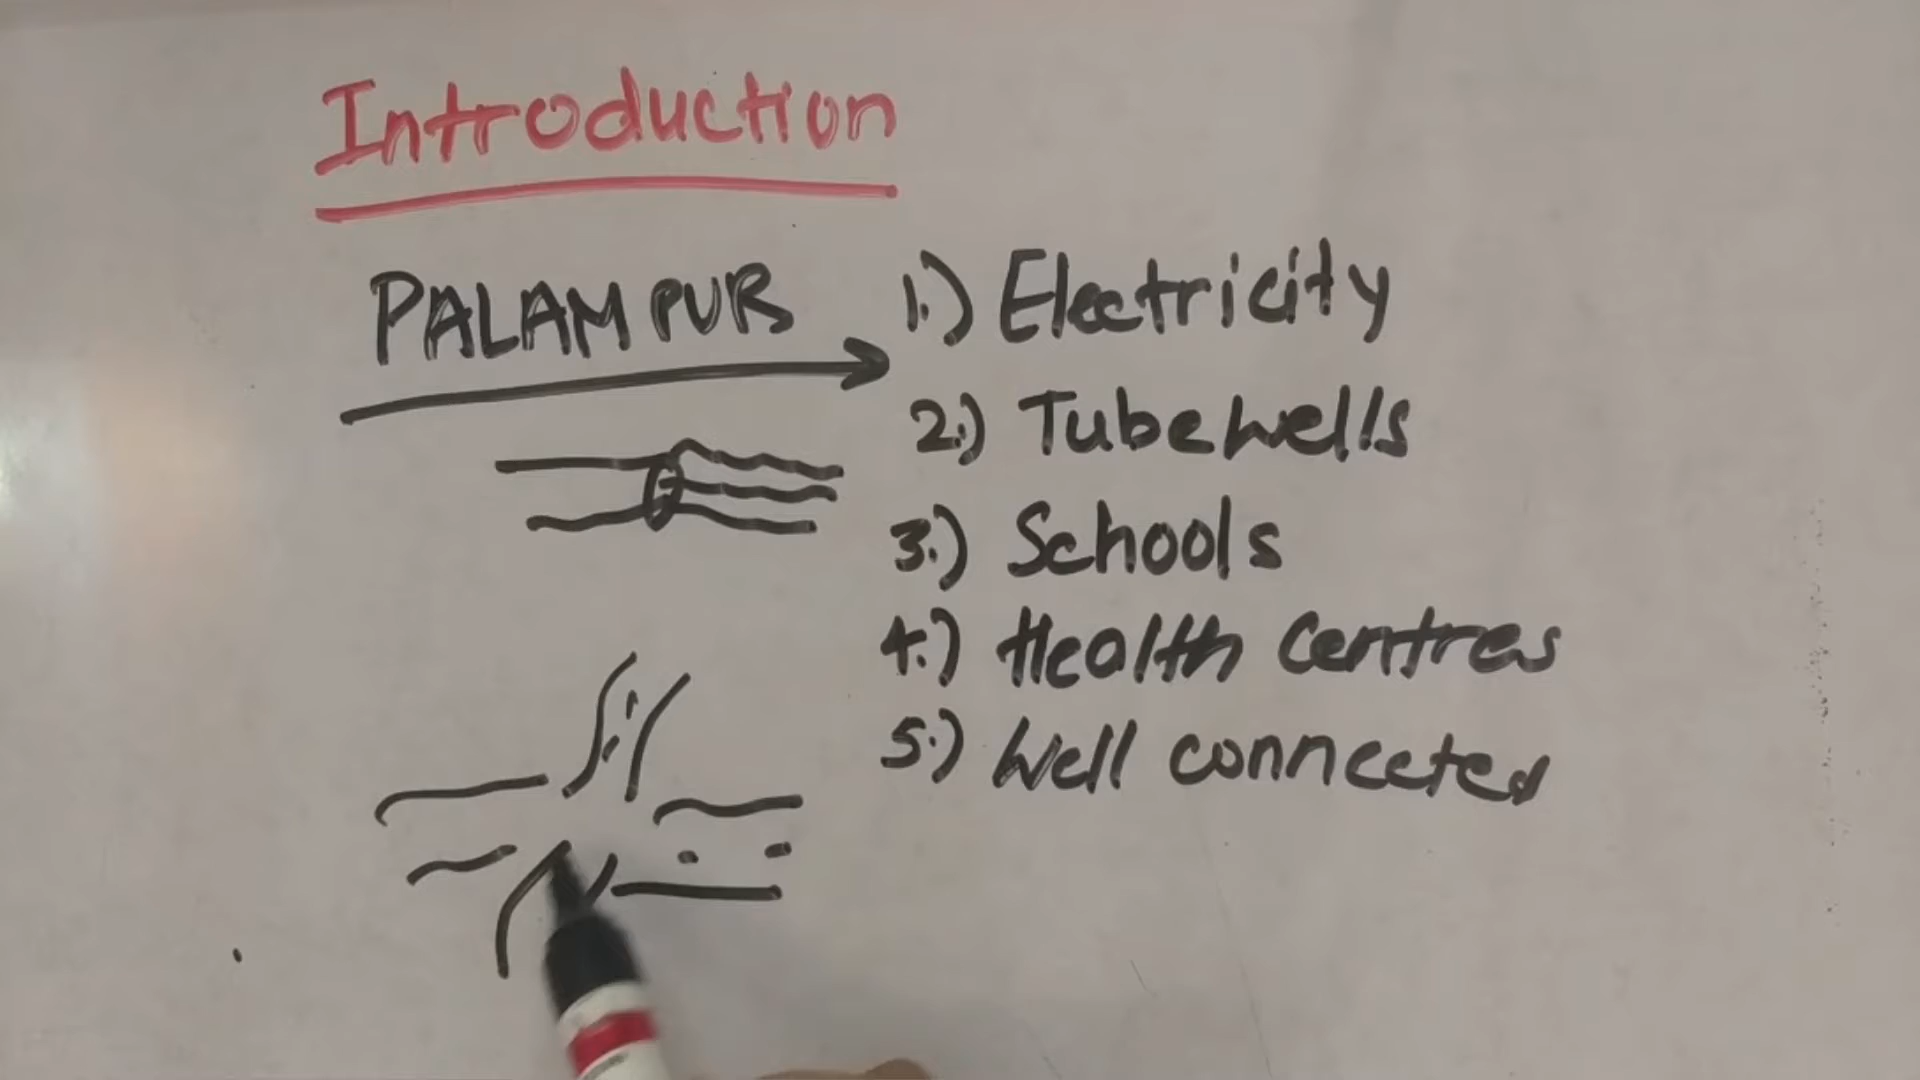 Introduction
PALAMPUR
1.) Electricity
2.) Tubewells
3.) Schools
4.) Health centres
5.) Well connected